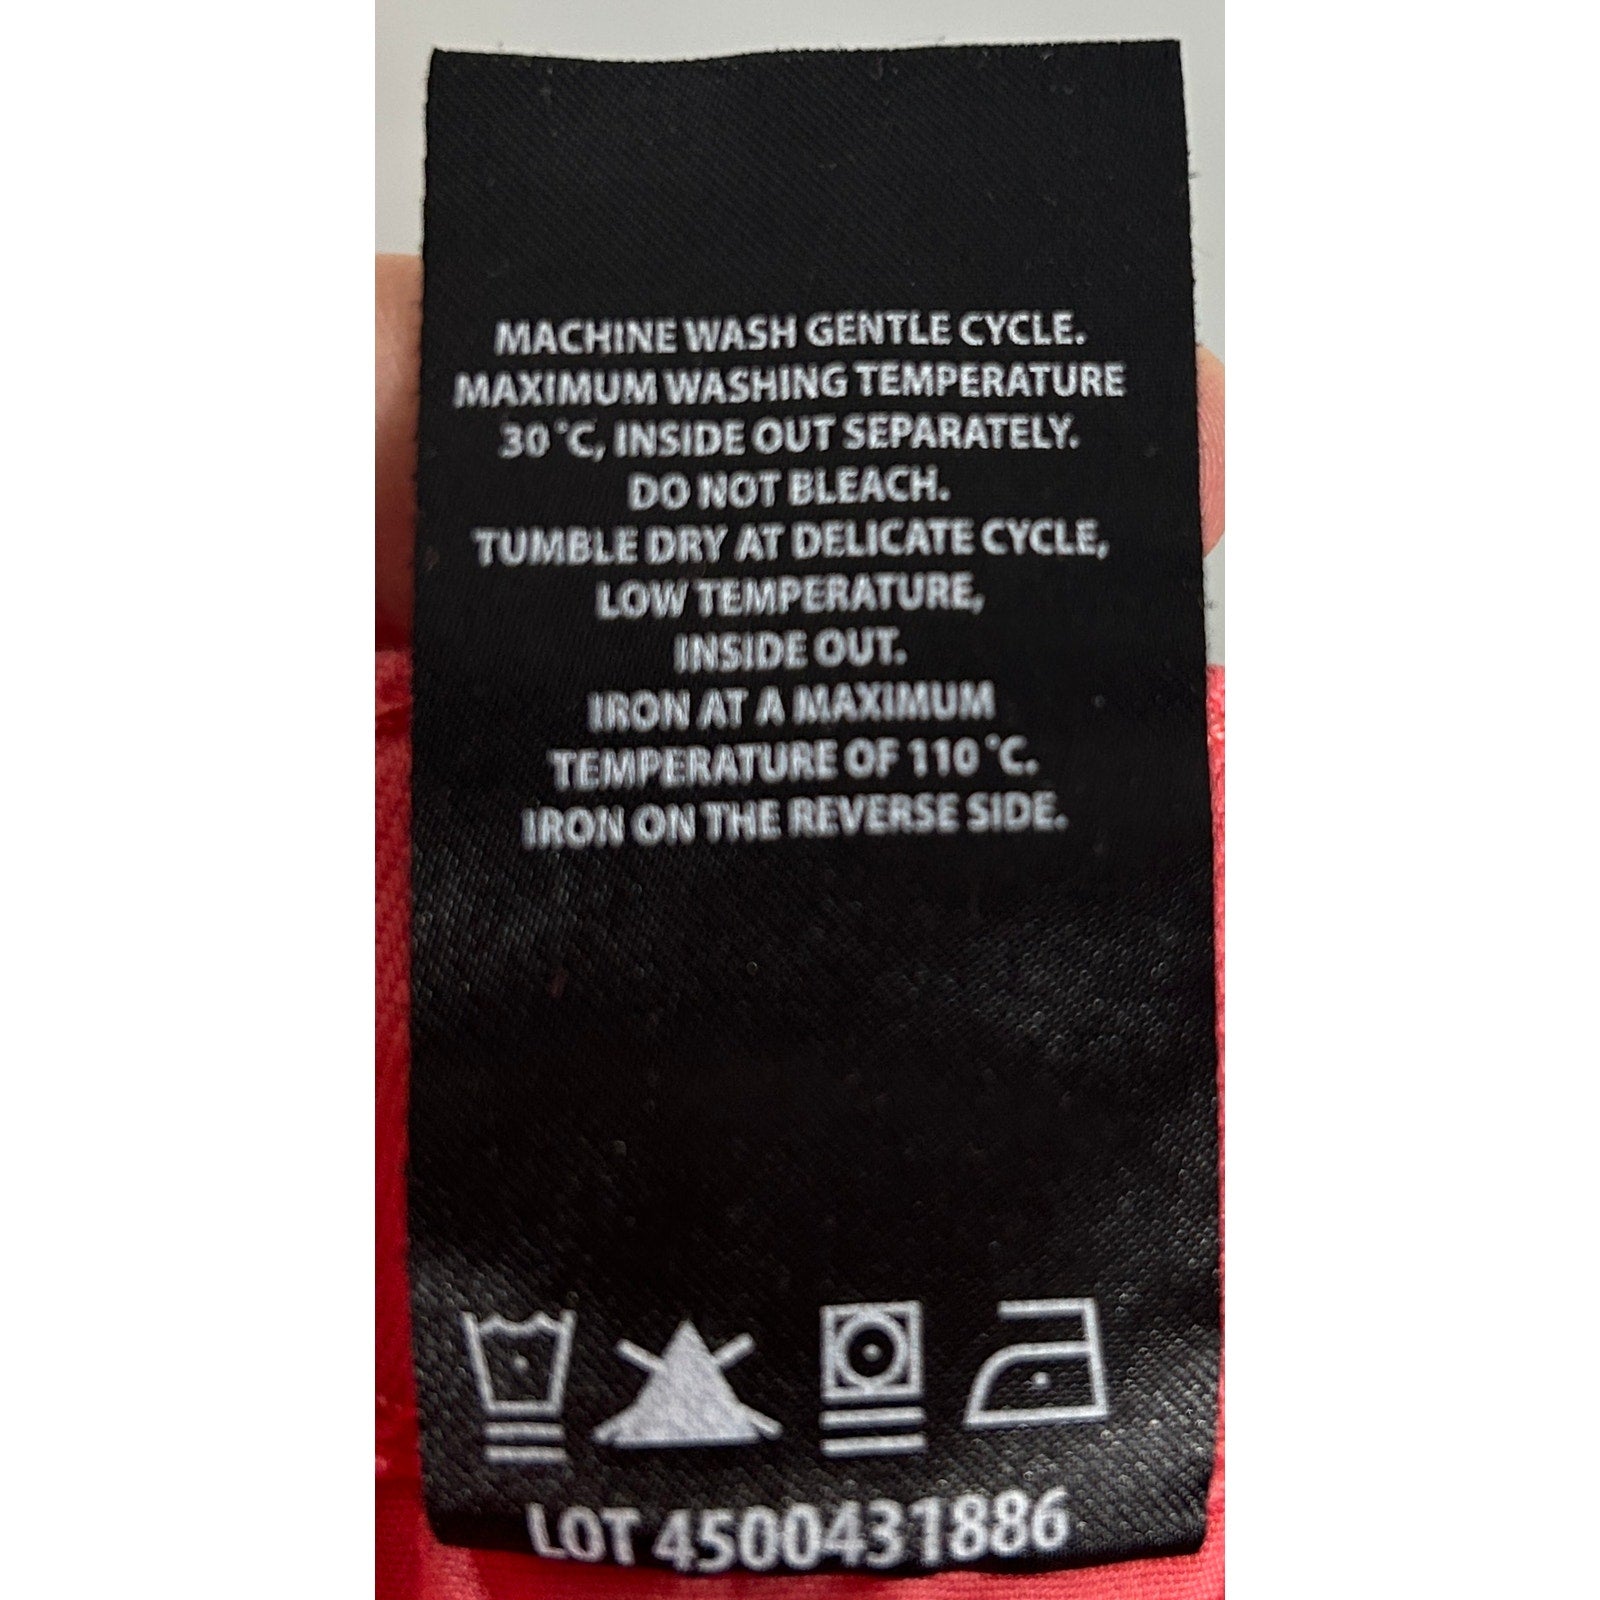 MACHINE WASH GENTLE CYCLE.
MAXIMUM WASHING TEMPERATURE
30 °C, INSIDE OUT SEPARATELY.
DO NOT BLEACH.
TUMBLE DRY AT DELICATE CYCLE,
LOW TEMPERATURE,
INSIDE OUT.
IRON AT A MAXIMUM
TEMPERATURE OF 110 °C.
IRON ON THE REVERSE SIDE.
LOT 4500431886